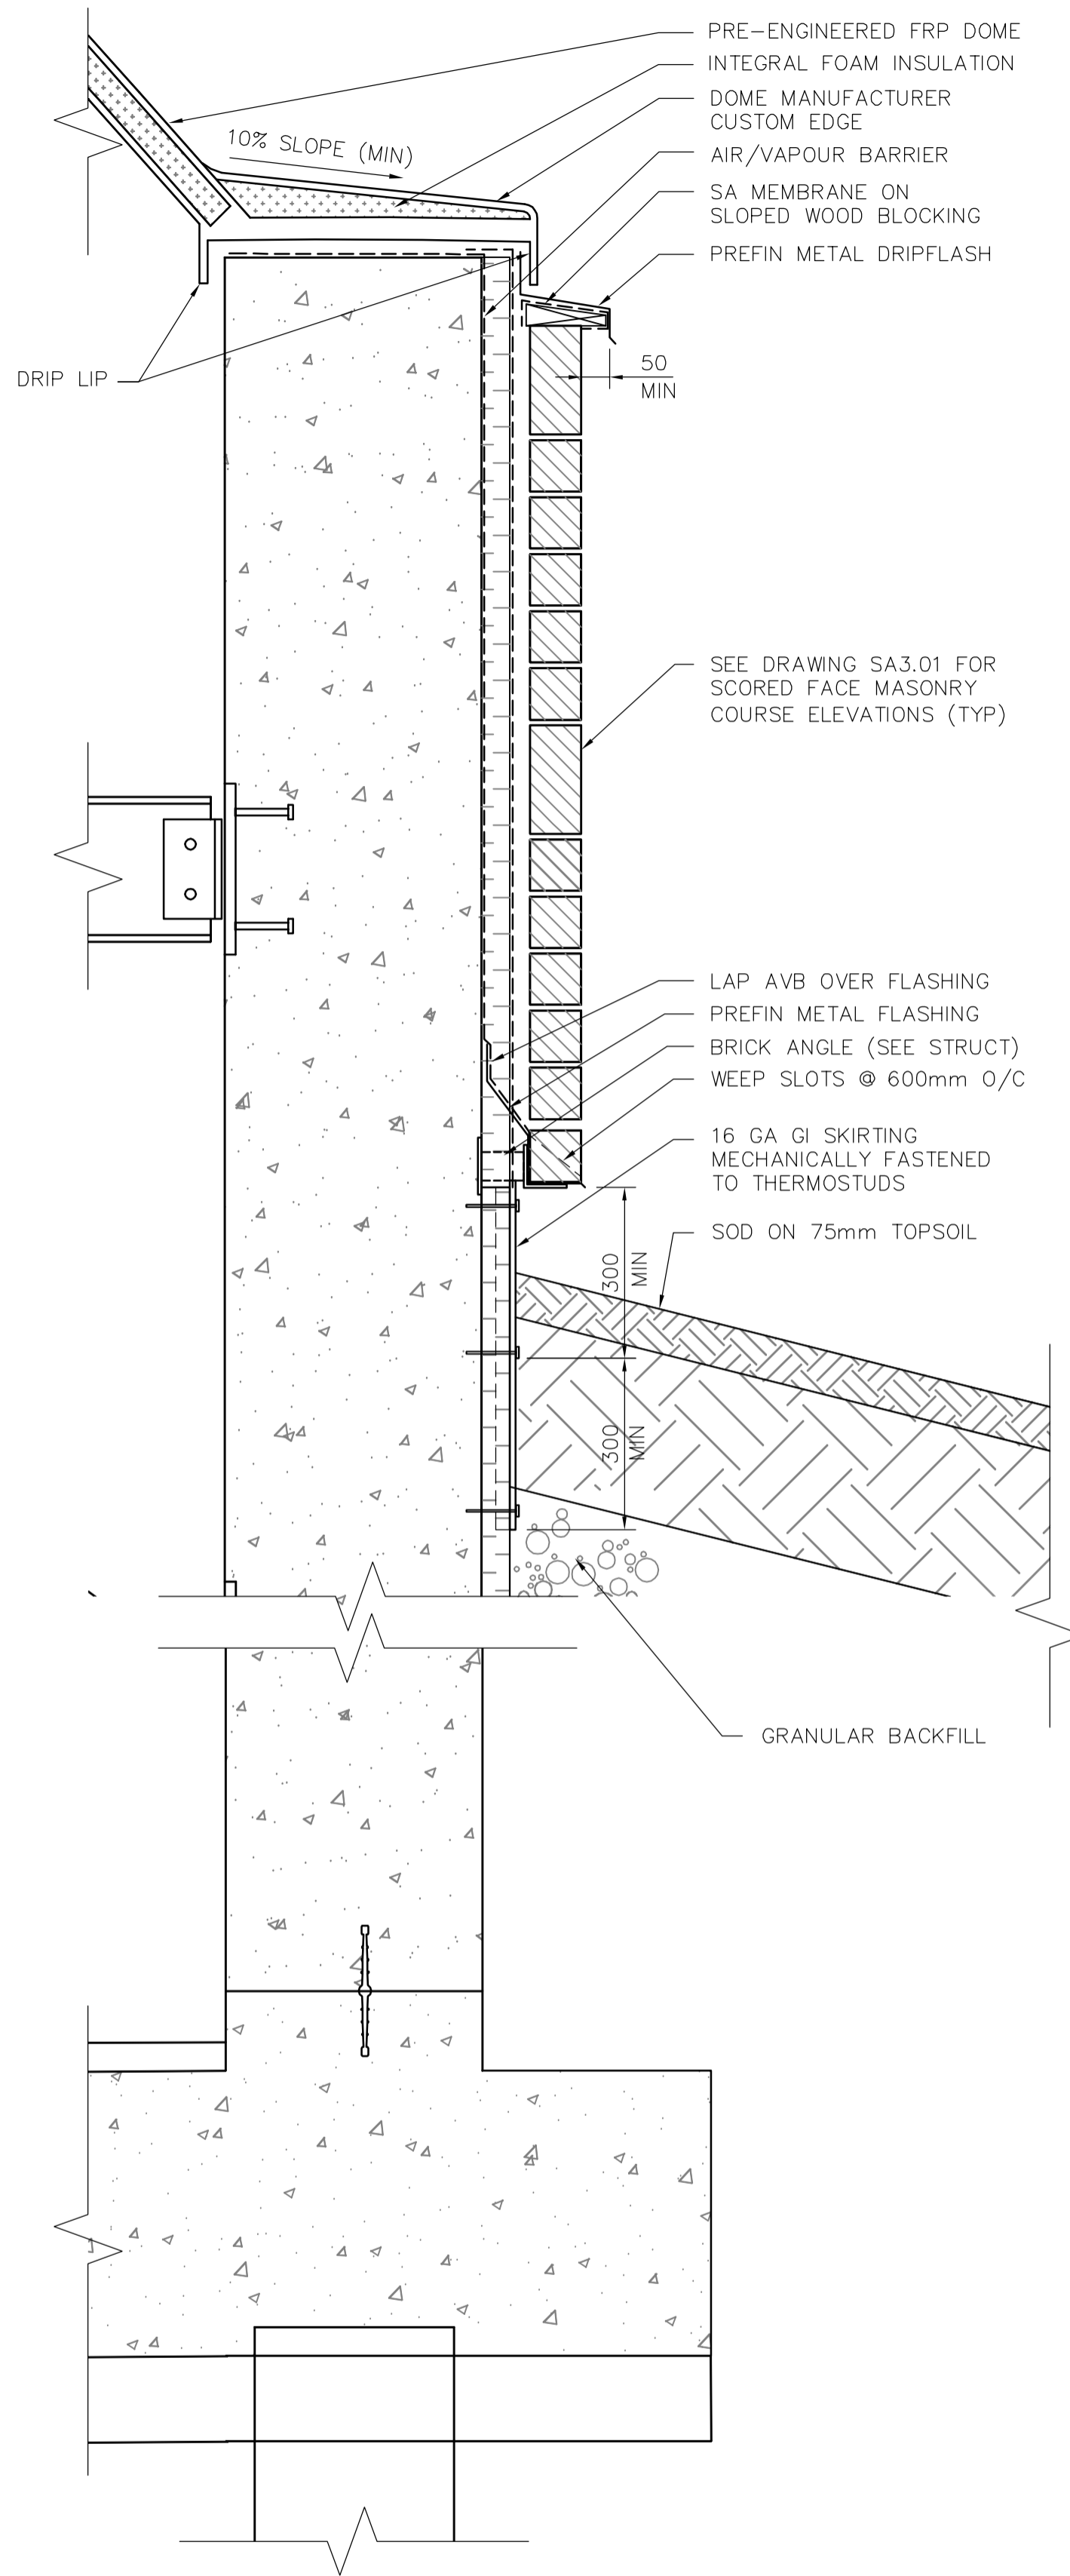 PRE-ENGINEERED FRP DOME
INTEGRAL FOAM INSULATION
DOME MANUFACTURER
CUSTOM EDGE
10% SLOPE (MIN)
AIR/VAPOUR BARRIER
SA MEMBRANE ON
SLOPED WOOD BLOCKING
PREFIN METAL DRIPFLASH
DRIP LIP
50
MIN
SEE DRAWING SA3.01 FOR
SCORED FACE MASONRY
COURSE ELEVATIONS (TYP)
LAP AVB OVER FLASHING
PREFIN METAL FLASHING
BRICK ANGLE (SEE STRUCT)
WEEP SLOTS @ 600mm O/C
16 GA GI SKIRTING
MECHANICALLY FASTENED
TO THERMOSTUDS
SOD ON 75mm TOPSOIL
300
MIN
300
MIN
GRANULAR BACKFILL